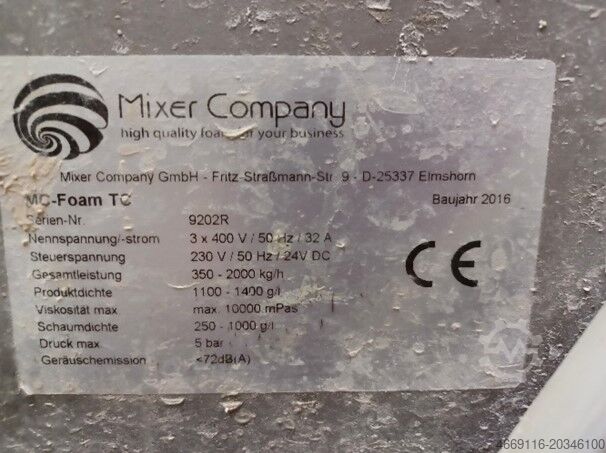 Mixer Company
high quality foam for your business
Mixer Company GmbH - Fritz-Straßmann-Str. 9 - D-25337 Elmshorn
MC-Foam TC Baujahr 2016
Serien-Nr. 9202R
Nennspannung/-strom 3 x 400 V / 50 Hz / 32 A
Steuerspannung 230 V / 50 Hz / 24V DC
Gesamtleistung 350 - 2000 kg/h
Produktdichte 1100 - 1400 g/l
Viskosität max max. 10000 mPas
Schaumdichte 250 - 1000 g/l
Druck max 5 bar
Geräuschemission <72dB(A)
CE
4669116-20346100